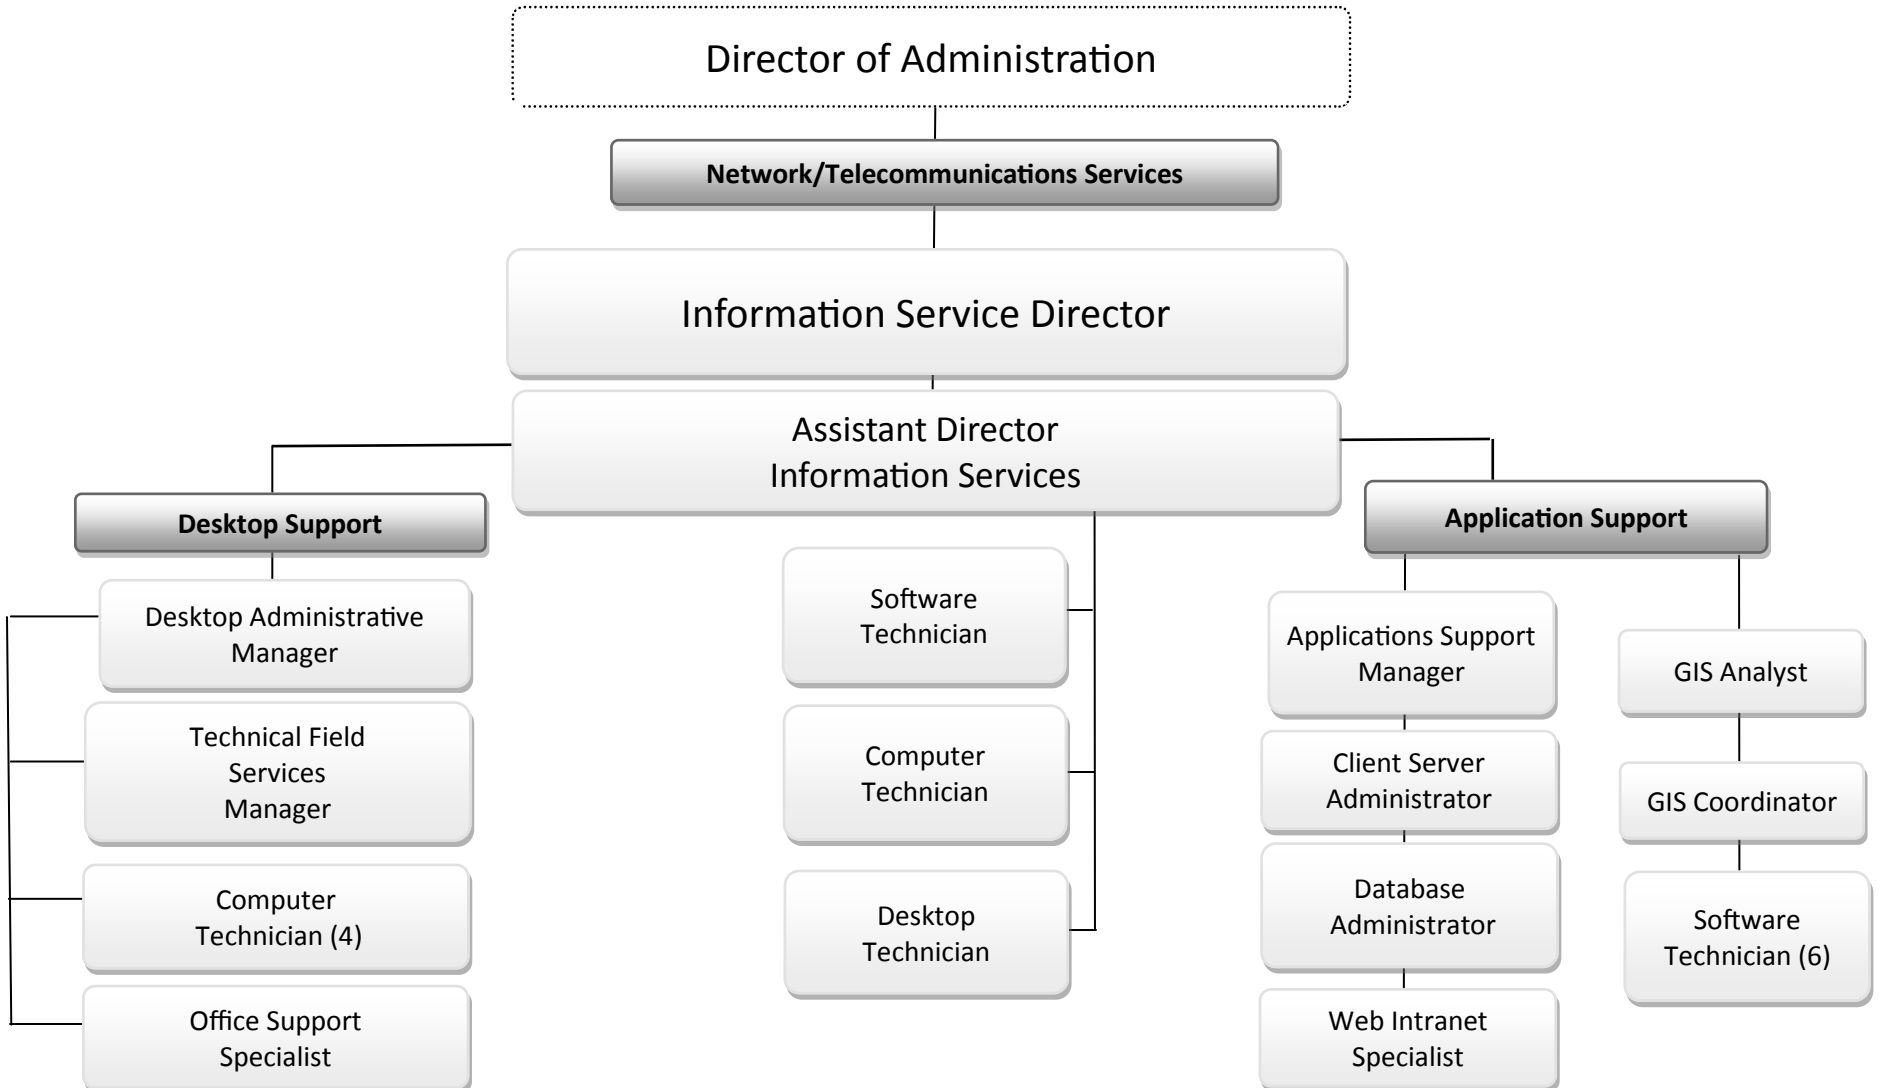 Director of Administration
Network/Telecommunications Services
Information Service Director
Assistant Director
Information Services
Desktop Support
Desktop Administrative
Manager
Technical Field
Services
Manager
Computer
Technician (4)
Office Support
Specialist
Software
Technician
Computer
Technician
Desktop
Technician
Application Support
Applications Support
Manager
Client Server
Administrator
Database
Administrator
Web Intranet
Specialist
GIS Analyst
GIS Coordinator
Software
Technician (6)